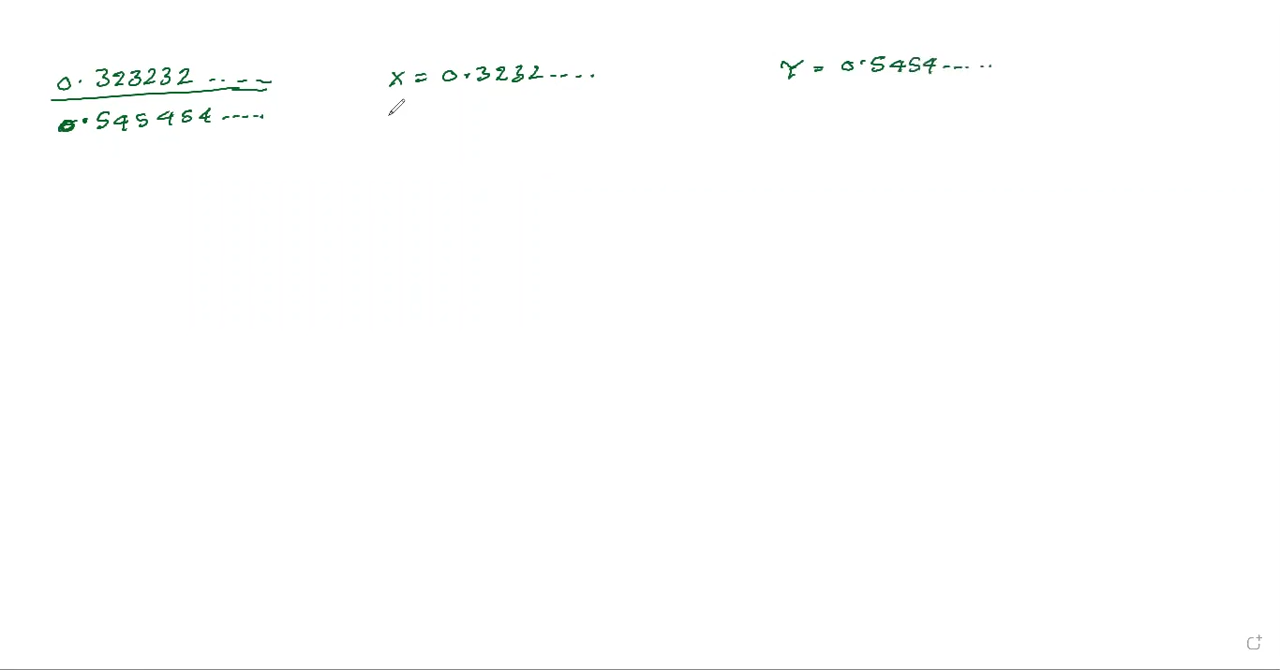 0.323232.....
0.545454....
X = 0.3232....
Y = 0.5454.....